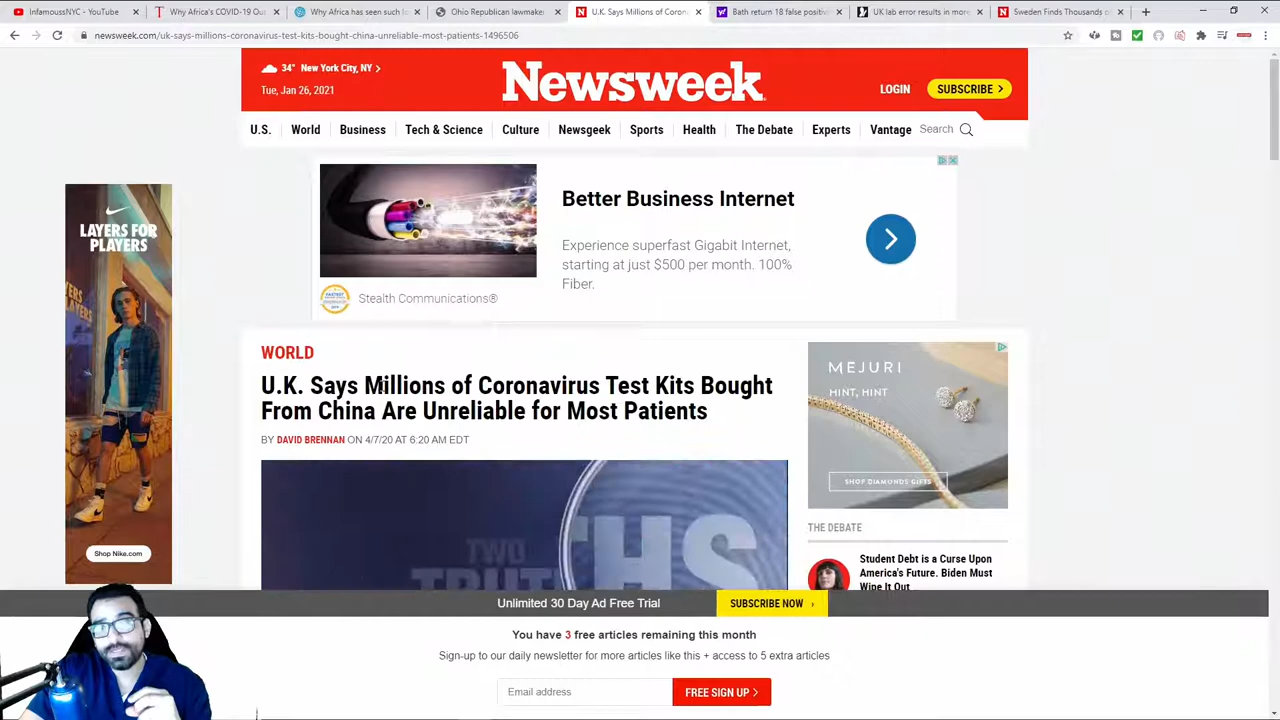 InfamousNYC - YouTube
Why Africa's COVID-19 Out
Why Africa has seen such lo
Ohio Republican lawmaker
U.K. Says Millions of Corona
Bath return 18 false positiv
UK lab error results in more
Sweden Finds Thousands o
newsweek.com/uk-says-millions-coronavirus-test-kits-bought-china-unreliable-most-patients-1496506
34° New York City, NY >
Tue, Jan 26, 2021
Newsweek
LOGIN
SUBSCRIBE >
U.S. World Business Tech & Science Culture Newsgeek Sports Health The Debate Experts Vantage Search
LAYERS FOR
PLAYERS
Shop Nike.com
Better Business Internet
Experience superfast Gigabit Internet,
starting at just $500 per month. 100%
Fiber.
Stealth Communications®
WORLD
U.K. Says Millions of Coronavirus Test Kits Bought
From China Are Unreliable for Most Patients
BY DAVID BRENNAN ON 4/7/20 AT 6:20 AM EDT
TWO
HS
MEJURI
HINT, HINT
SHOP DIAMONDS GIFTS
THE DEBATE
Student Debt is a Curse Upon
America's Future. Biden Must
Wipe It Out
Unlimited 30 Day Ad Free Trial
SUBSCRIBE NOW ›
You have 3 free articles remaining this month
Sign-up to our daily newsletter for more articles like this + access to 5 extra articles
Email address
FREE SIGN UP >